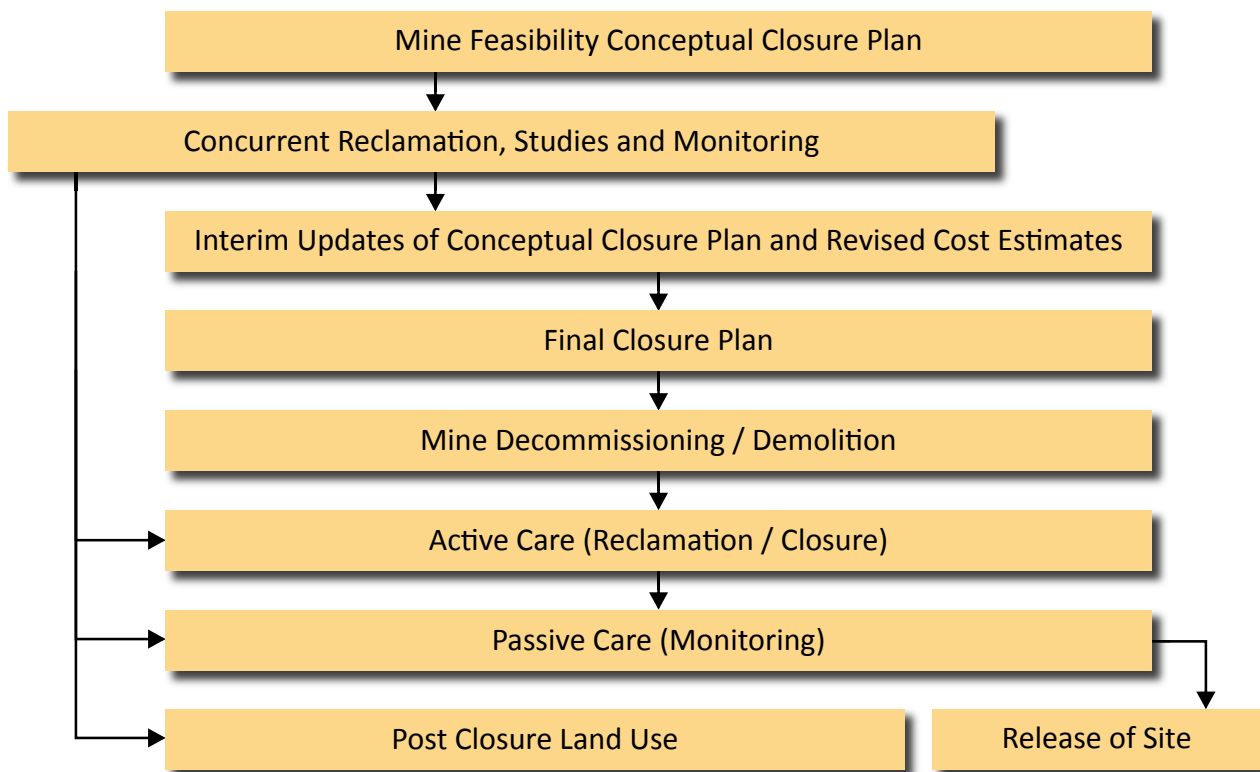 Mine Feasibility Conceptual Closure Plan
Concurrent Reclamation, Studies and Monitoring
Interim Updates of Conceptual Closure Plan and Revised Cost Estimates
Final Closure Plan
Mine Decommissioning / Demolition
Active Care (Reclamation / Closure)
Passive Care (Monitoring)
Post Closure Land Use
Release of Site